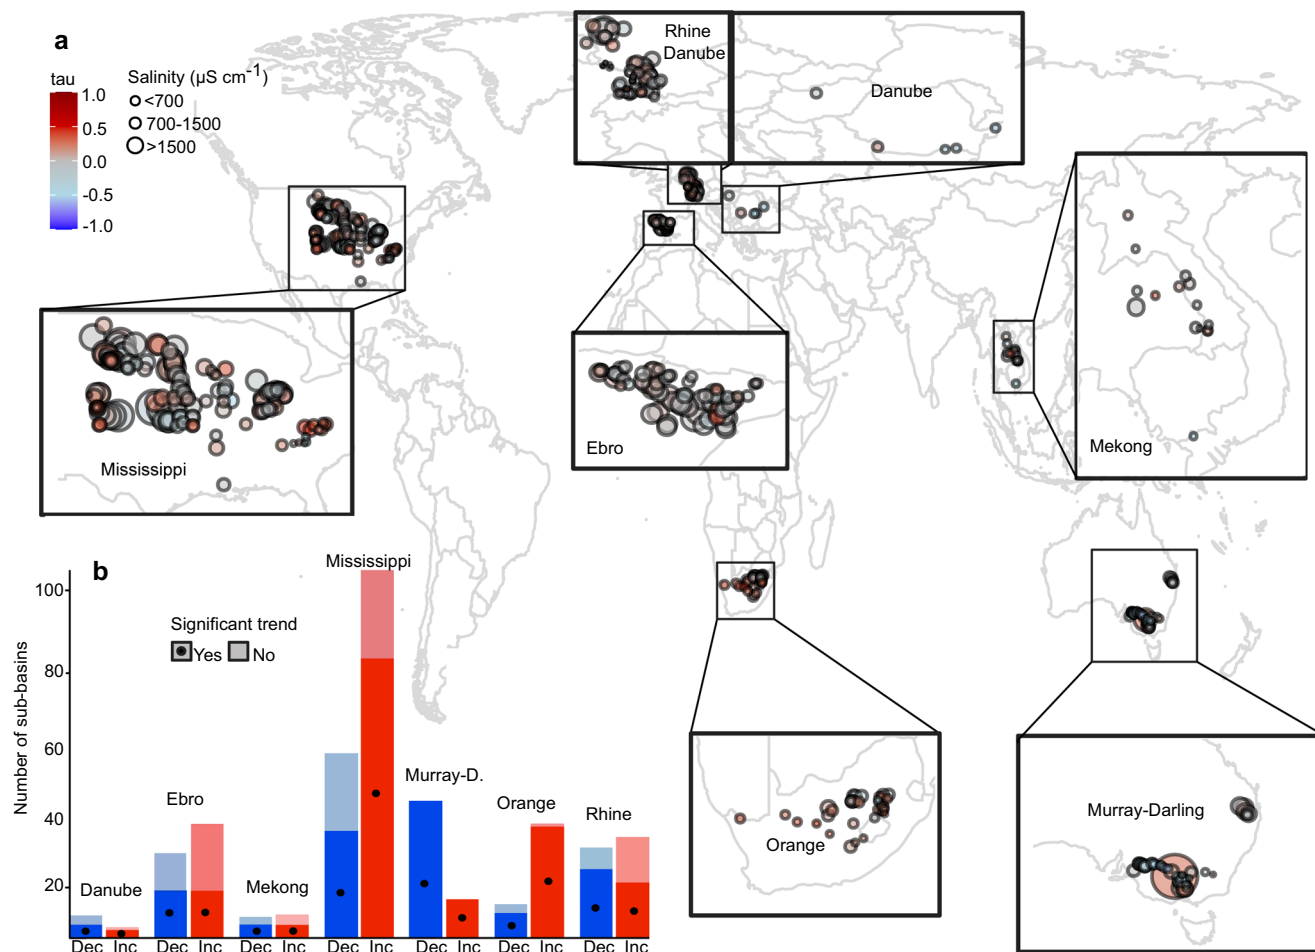 a
tau
1.0
0.5
0.0
-0.5
-1.0
Salinity (µS cm⁻¹)
<700
700-1500
>1500
Rhine
Danube
Danube
Mississippi
Ebro
Mekong
Orange
Murray-Darling
b
Number of sub-basins
100
80
60
40
20
Significant trend
Yes No
Danube
Ebro
Mekong
Mississippi
Murray-D.
Orange
Rhine
Dec Inc Dec Inc Dec Inc Dec Inc Dec Inc Dec Inc Dec Inc